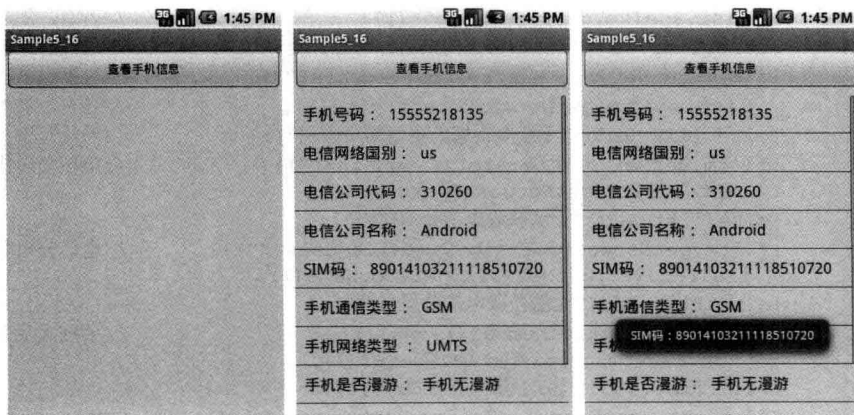 3G 1:45 PM
Sample5_16
查看手机信息
3G 1:45 PM
Sample5_16
查看手机信息
手机号码： 15555218135
电信网络国别： us
电信公司代码： 310260
电信公司名称： Android
SIM码： 89014103211118510720
手机通信类型： GSM
手机网络类型 ： UMTS
手机是否漫游： 手机无漫游
3G 1:45 PM
Sample5_16
查看手机信息
手机号码： 15555218135
电信网络国别： us
电信公司代码： 310260
电信公司名称： Android
SIM码： 89014103211118510720
手机通信类型： GSM
SIM码：89014103211118510720
手机是否漫游： 手机无漫游